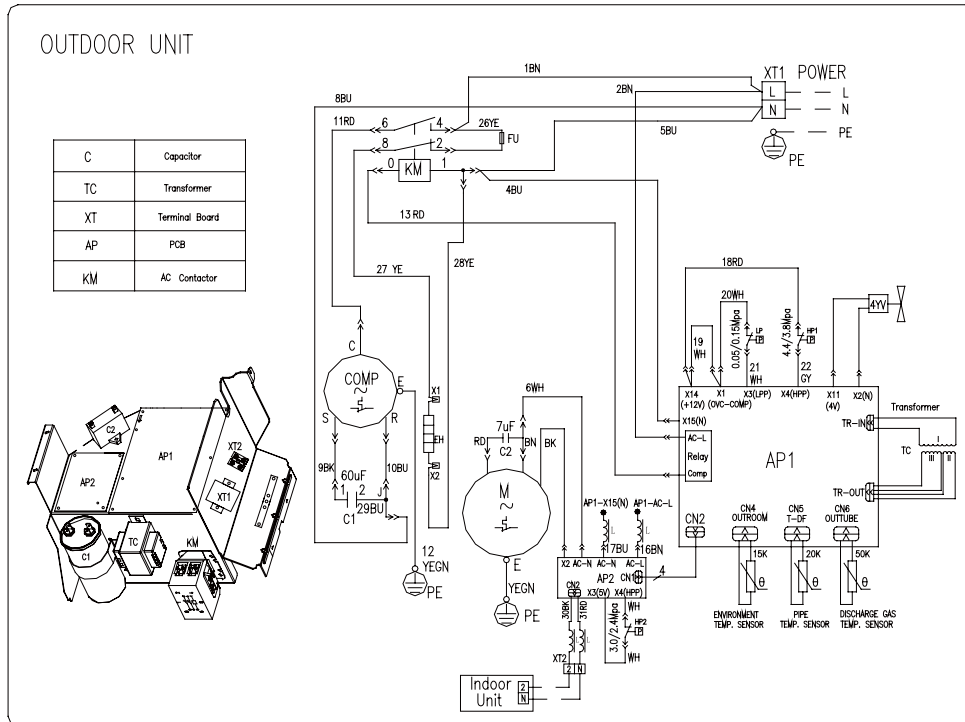 OUTDOOR UNIT
C Capacitor
TC Transformer
XT Terminal Board
AP PCB
KM AC Contactor
1BN
XT1 POWER
2BN
L L
8BU
N N
11RD 6 4 26YE
FU
5BU
PE
PE
8 2
0 KM 1
4BU
13 RD
27 YE
28YE
18RD
20WH
19 WH
0.05/0.15Mpa
LP
P
21 WH
4.4/3.8Mpa
HP1
P
22 GY
4YV
C
COMP
E
S R
X1
EH
X2
9BK
60uF
10BU
1 2 J
29BU
C1
12
YEGN
PE
6WH
7uF
RD BN BK
C2
M
E
YEGN
PE
X14 X1 X3(LPP) X4(HPP) X11 X2(N)
(+12V) (OVC-COMP) (4V)
X15(N)
AC-L
Relay
Comp
AP1
TR-IN
Transformer
TC
I
III II
TR-OUT
CN2
CN4 CN5 CN6
OUTROOM T-DF OUTTUBE
15K 20K 50K
θ θ θ
ENVIRONMENT TEMP. SENSOR
PIPE TEMP. SENSOR
DISCHARGE GAS TEMP. SENSOR
AP1-X15(N) AP1-AC-L
L L
17BU 16BN
X2 AC-N AC-N AC-L
AP2
CN1
4
CN2
X3(5V) X4(HPP)
30BK 31RD
3.0/2.4Mpa
WH
HP2
P
WH
L L
XT2
2 N
Indoor Unit
2
N
C2
AP2
AP1
XT2
XT1
TC
KM
C1